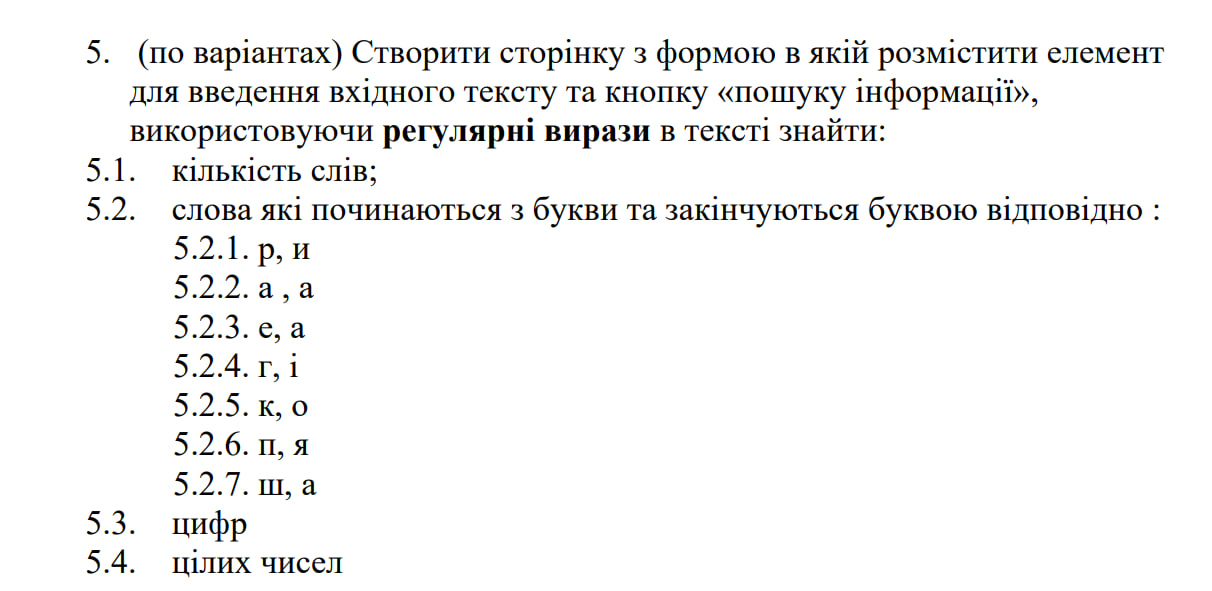 5. (по варіантах) Створити сторінку з формою в якій розмістити елемент
для введення вхідного тексту та кнопку «пошуку інформації»,
використовуючи регулярні вирази в тексті знайти:
5.1. кількість слів;
5.2. слова які починаються з букви та закінчуються буквою відповідно :
5.2.1. р, и
5.2.2. а , а
5.2.3. е, а
5.2.4. г, і
5.2.5. к, о
5.2.6. п, я
5.2.7. ш, а
5.3. цифр
5.4. цілих чисел